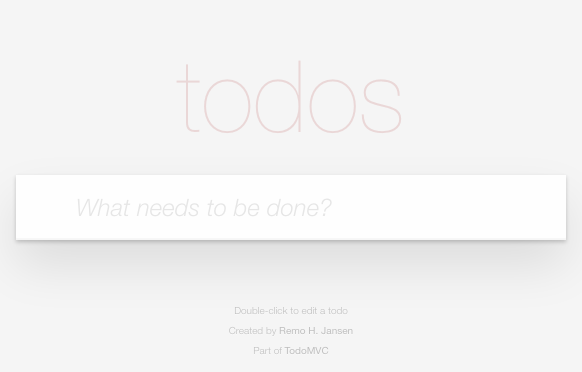 todos
What needs to be done?
Double-click to edit a todo
Created by Remo H. Jansen
Part of TodoMVC